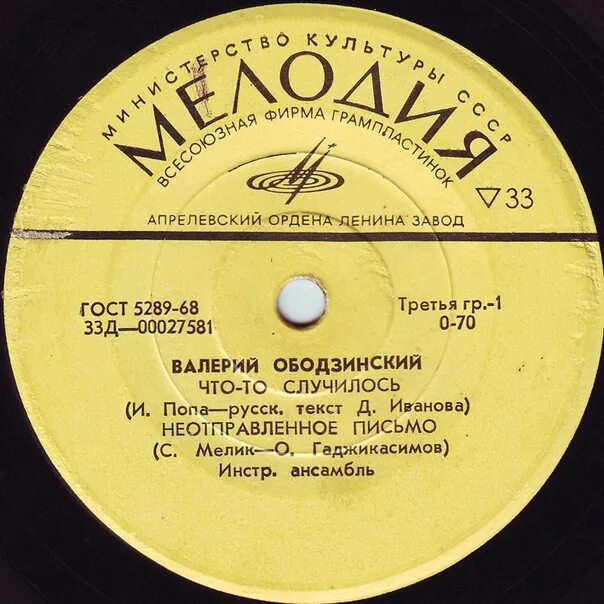 МИНИСТЕРСТВО КУЛЬТУРЫ СССР
МЕЛОДИЯ
ВСЕСОЮЗНАЯ ФИРМА ГРАМПЛАСТИНОК
▽33
АПРЕЛЕВСКИЙ ОРДЕНА ЛЕНИНА ЗАВОД
ГОСТ 5289-68
33Д—00027581
Третья гр.-1
0-70
ВАЛЕРИЙ ОБОДЗИНСКИЙ
ЧТО-ТО СЛУЧИЛОСЬ
(И. Попа—русск. текст Д. Иванова)
НЕОТПРАВЛЕННОЕ ПИСЬМО
(С. Мелик—О. Гаджикасимов)
Инстр. ансамбль